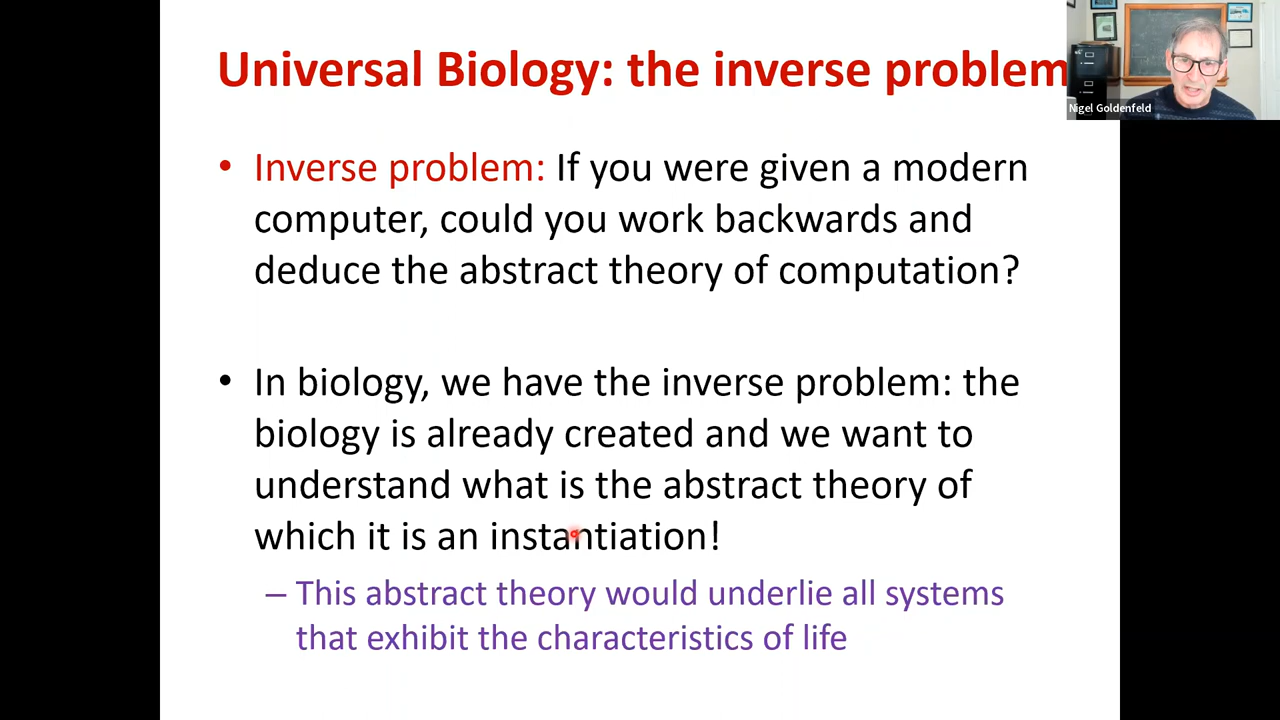 Universal Biology: the inverse problem
Nigel Goldenfeld
• Inverse problem: If you were given a modern
computer, could you work backwards and
deduce the abstract theory of computation?
• In biology, we have the inverse problem: the
biology is already created and we want to
understand what is the abstract theory of
which it is an instantiation!
– This abstract theory would underlie all systems
that exhibit the characteristics of life